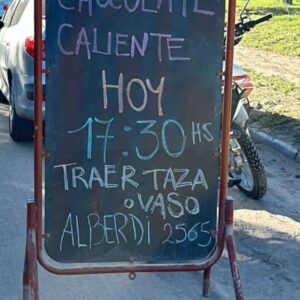 CHOCOLATE
CALIENTE
HOY
17:30 HS
TRAER TAZA
O VASO
ALBERDI 2565